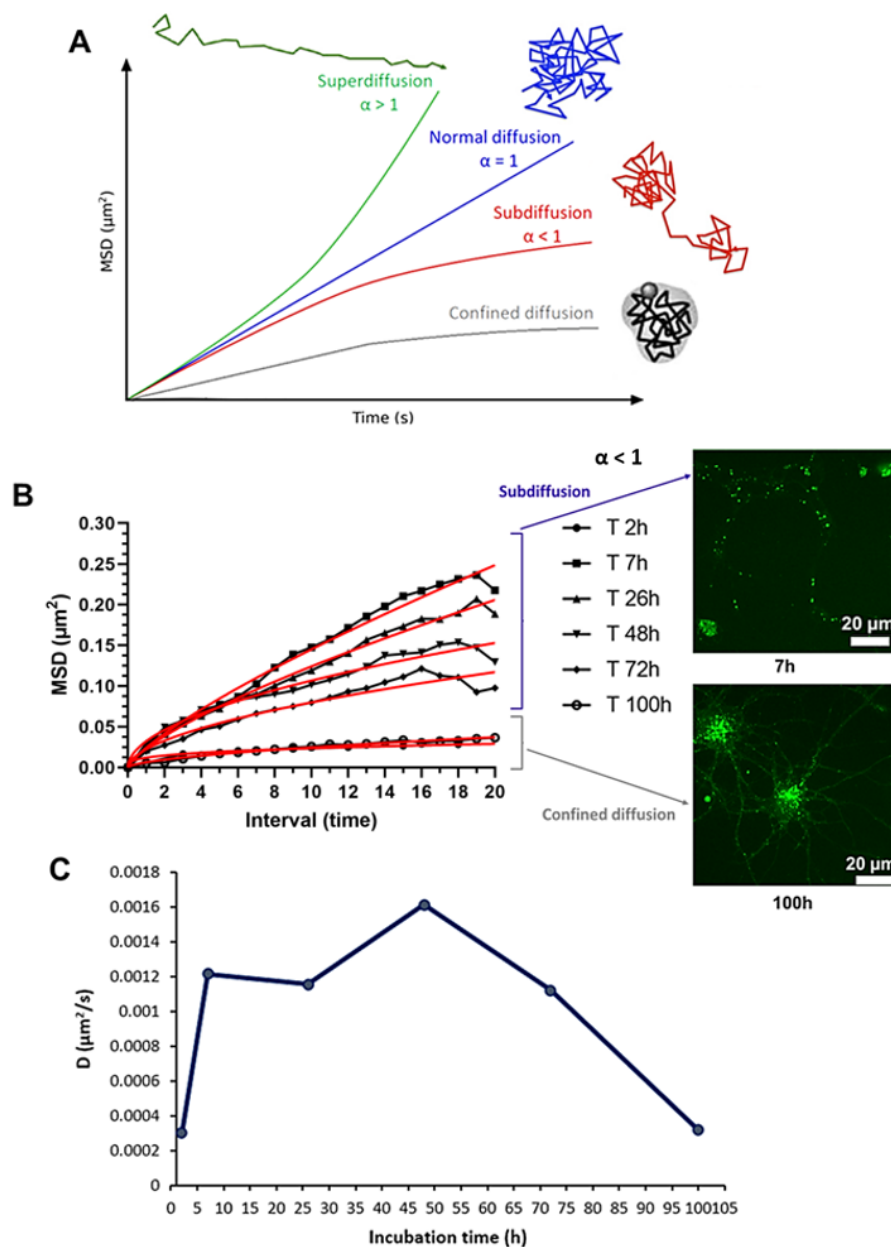 A
Superdiffusion
α > 1
Normal diffusion
α = 1
Subdiffusion
α < 1
Confined diffusion
MSD (µm²)
Time (s)
B
α < 1
Subdiffusion
T 2h
T 7h
T 26h
T 48h
T 72h
T 100h
0.30
0.25
0.20
0.15
0.10
0.05
0.00
MSD (µm²)
0 2 4 6 8 10 12 14 16 18 20
Interval (time)
Confined diffusion
20 µm
7h
20 µm
100h
C
0.0018
0.0016
0.0014
0.0012
0.001
0.0008
0.0006
0.0004
0.0002
0
D (µm²/s)
0 5 10 15 20 25 30 35 40 45 50 55 60 65 70 75 80 85 90 95 100105
Incubation time (h)